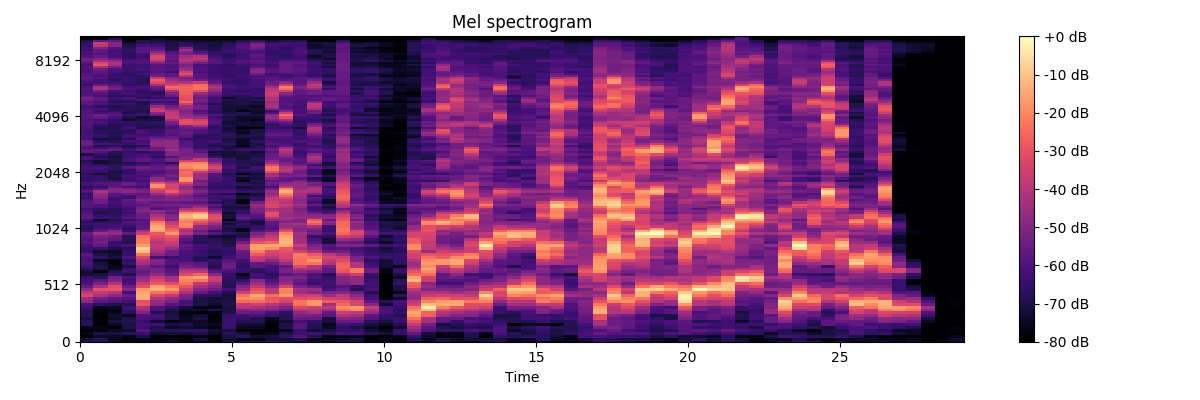 Mel spectrogram
+0 dB
8192
-10 dB
4096
-20 dB
-30 dB
2048
Hz
-40 dB
1024
-50 dB
512
-60 dB
-70 dB
0
-80 dB
0 5 10 15 20 25
Time